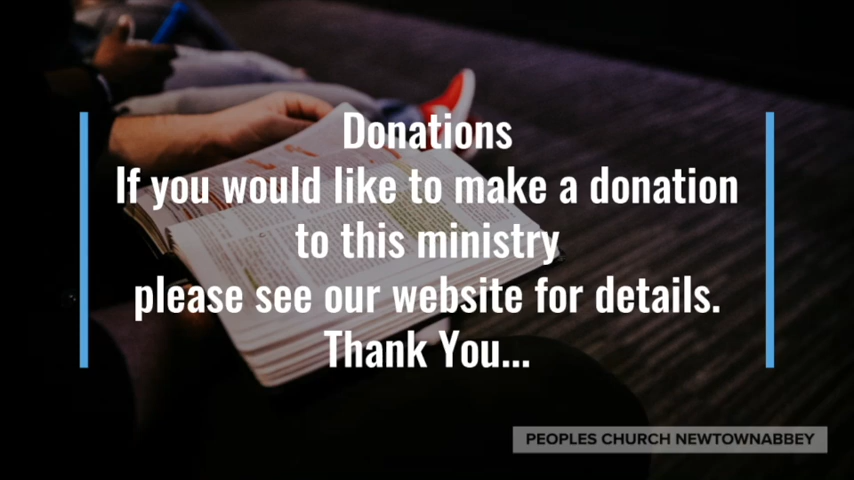 Donations
If you would like to make a donation
to this ministry
please see our website for details.
Thank You...
PEOPLES CHURCH NEWTOWNABBEY